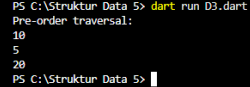 PS C:\Struktur Data 5> dart run D3.dart
Pre-order traversal:
10
5
20
PS C:\Struktur Data 5>